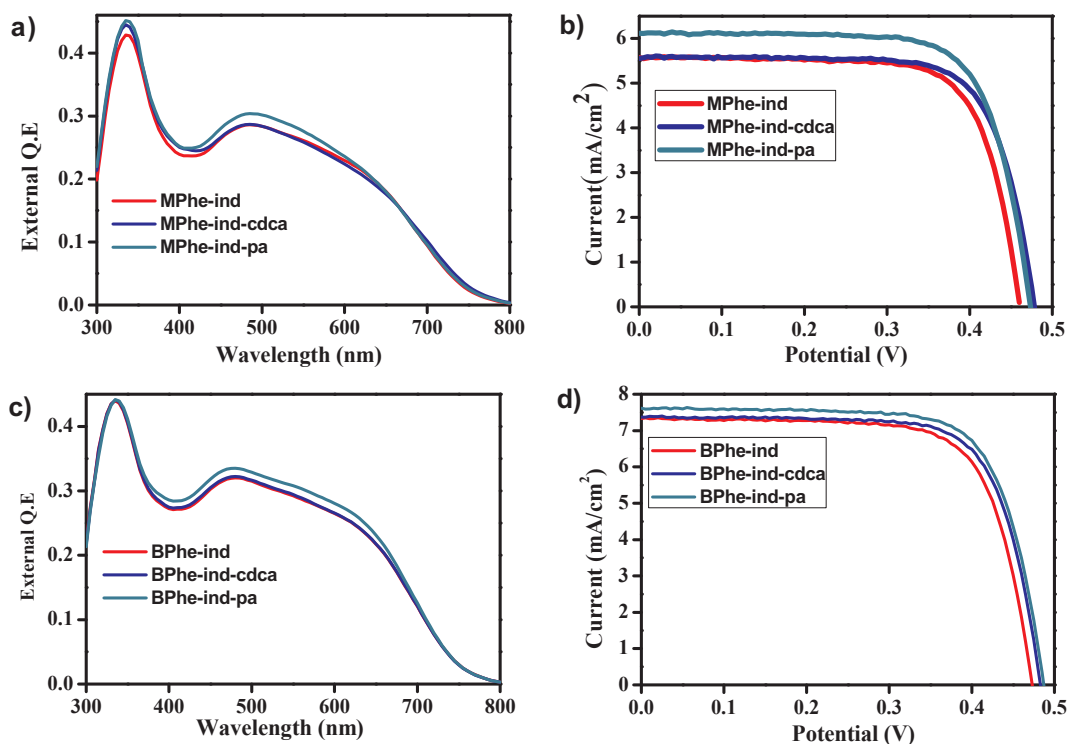 a)
External Q.E
0.4
0.3
0.2
0.1
0.0
MPhe-ind
MPhe-ind-cdca
MPhe-ind-pa
300 400 500 600 700 800
Wavelength (nm)
b)
Current( mA/cm2)
6
5
4
3
2
1
0
MPhe-ind
MPhe-ind-cdca
MPhe-ind-pa
0.0 0.1 0.2 0.3 0.4 0.5
Potential (V)
c)
External Q.E
0.4
0.3
0.2
0.1
0.0
BPhe-ind
BPhe-ind-cdca
BPhe-ind-pa
300 400 500 600 700 800
Wavelength (nm)
d)
Current (mA/cm2)
8
7
6
5
4
7
2
1
0
BPhe-ind
BPhe-ind-cdca
BPhe-ind-pa
0.0 0.1 0.2 0.3 0.4 0.5
Potential (V)